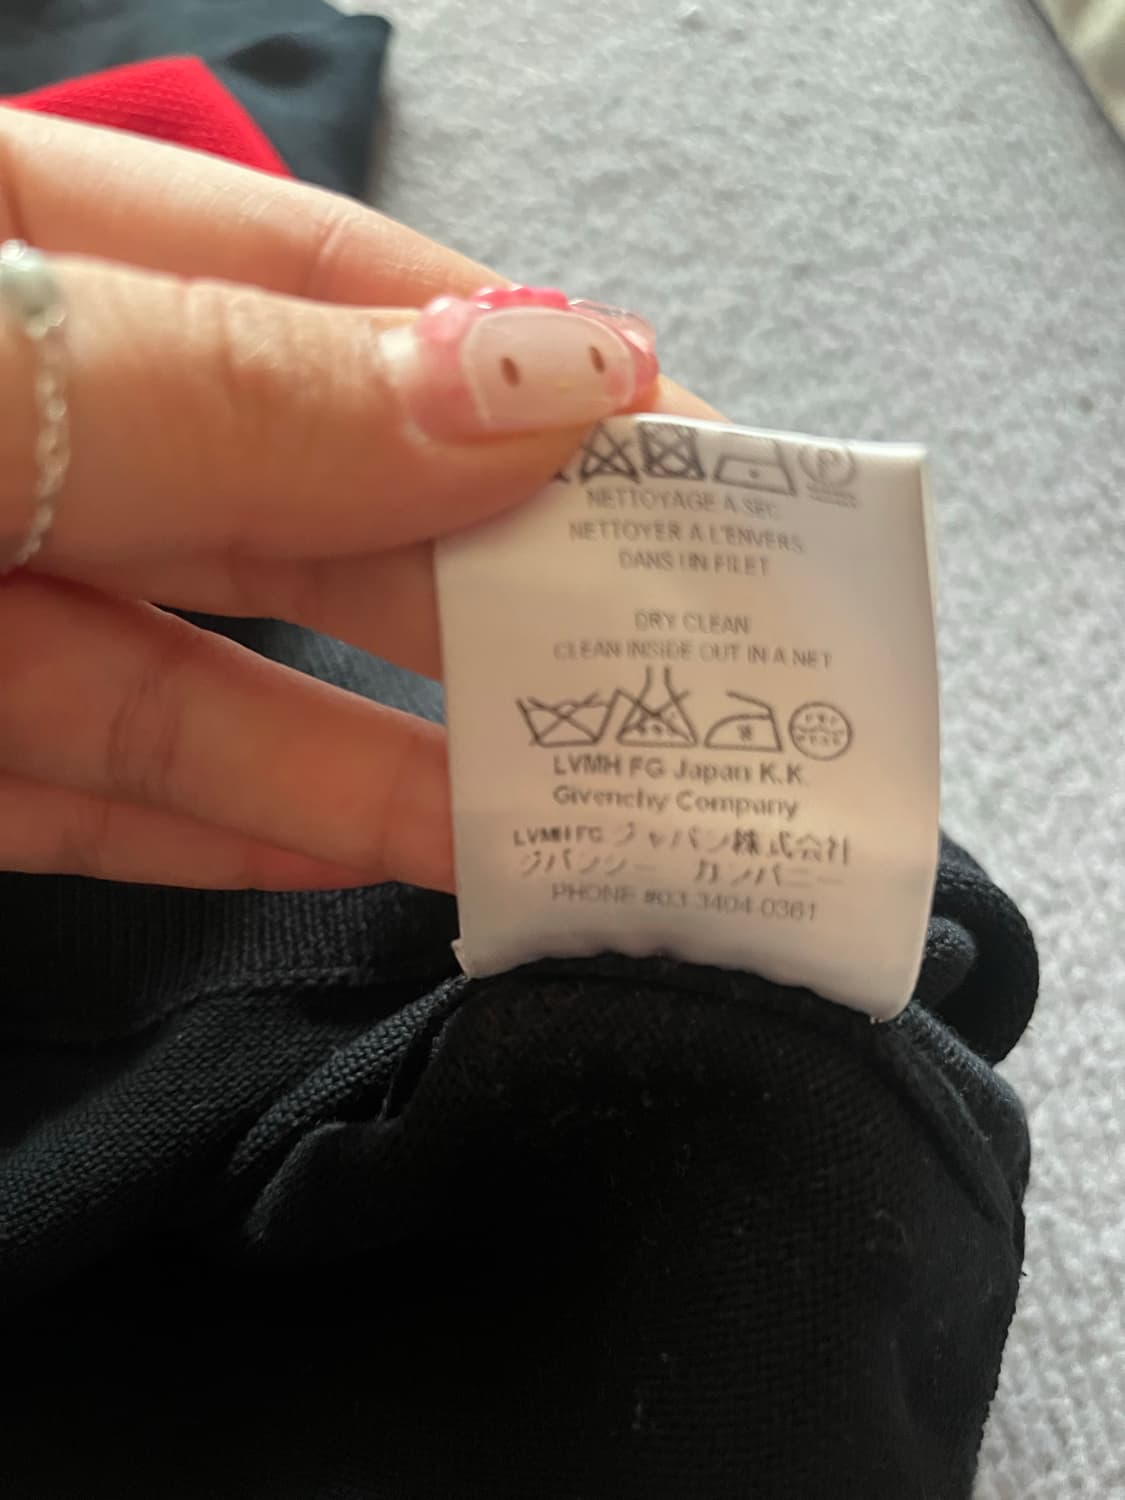 NETTOYAGE A SEC
NETTOYER A L'ENVERS
DANS UN FILET
DRY CLEAN
CLEAN INSIDE OUT IN A NET
LVMH FG Japan K.K.
Givenchy Company
LVMH FG ジャパン株式会社
ジバンシー カンパニー
PHONE #03 3404 0361